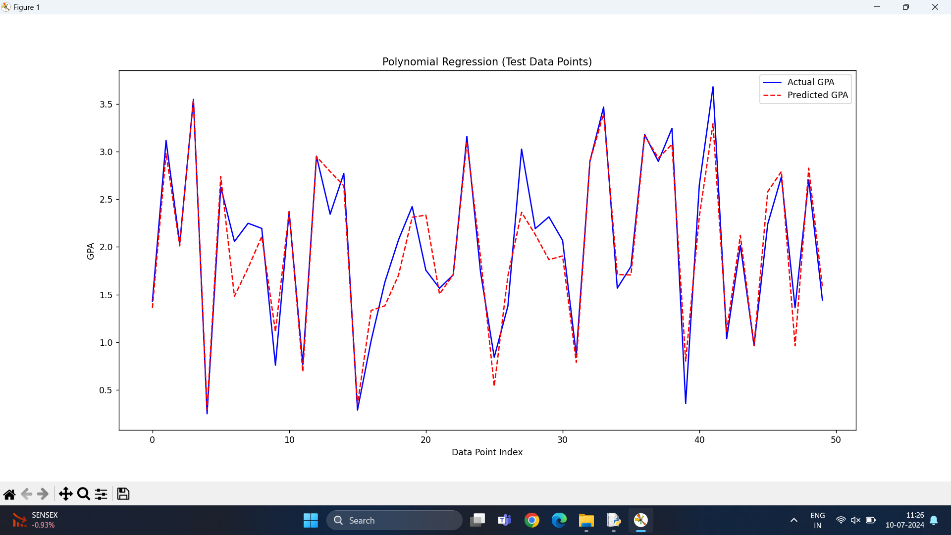 Figure 1
Polynomial Regression (Test Data Points)
Actual GPA
Predicted GPA
3.5
3.0
2.5
2.0
1.5
1.0
0.5
GPA
0 10 20 30 40 50
Data Point Index
SENSEX
-0.93%
Search
ENG
IN
11:26
10-07-2024